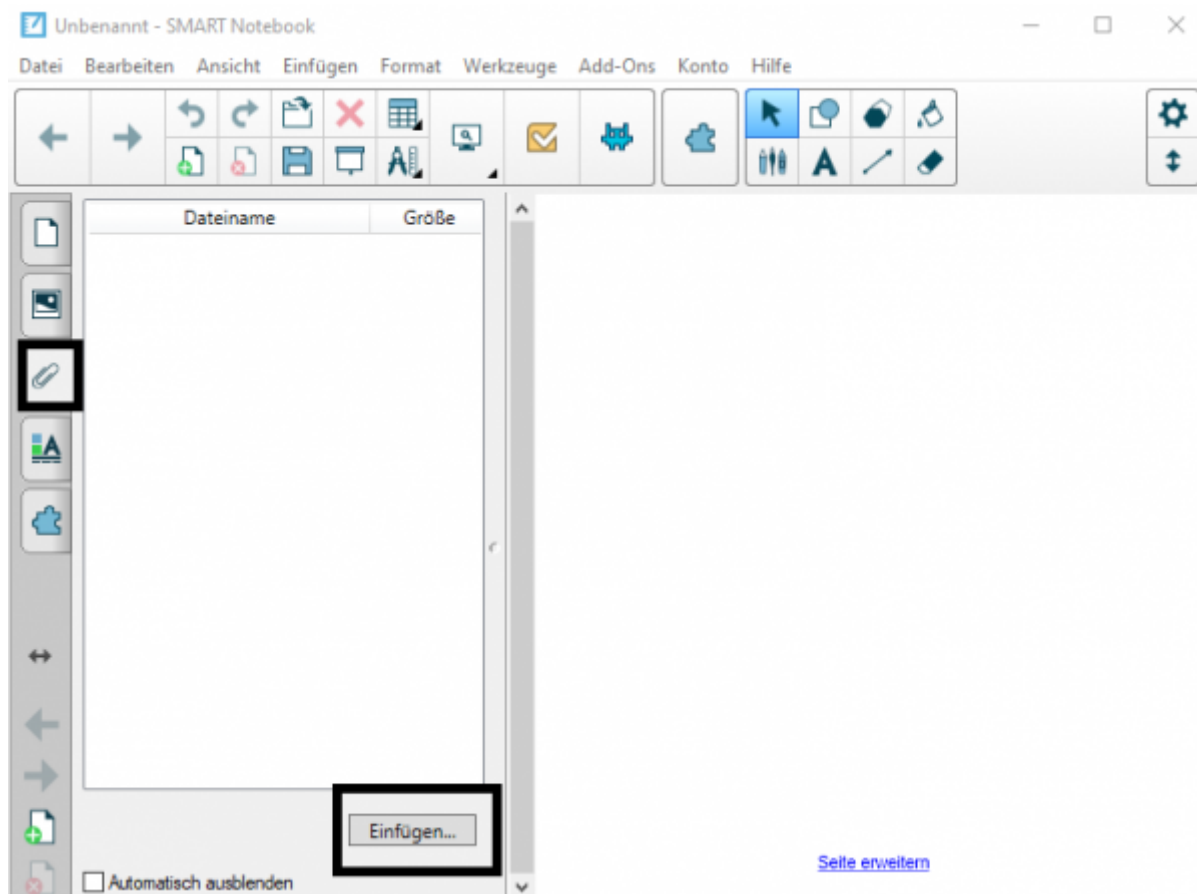 Unbenannt - SMART Notebook
Datei Bearbeiten Ansicht Einfügen Format Werkzeuge Add-Ons Konto Hilfe
Dateiname Größe
Einfügen...
Seite erweitern
Automatisch ausblenden